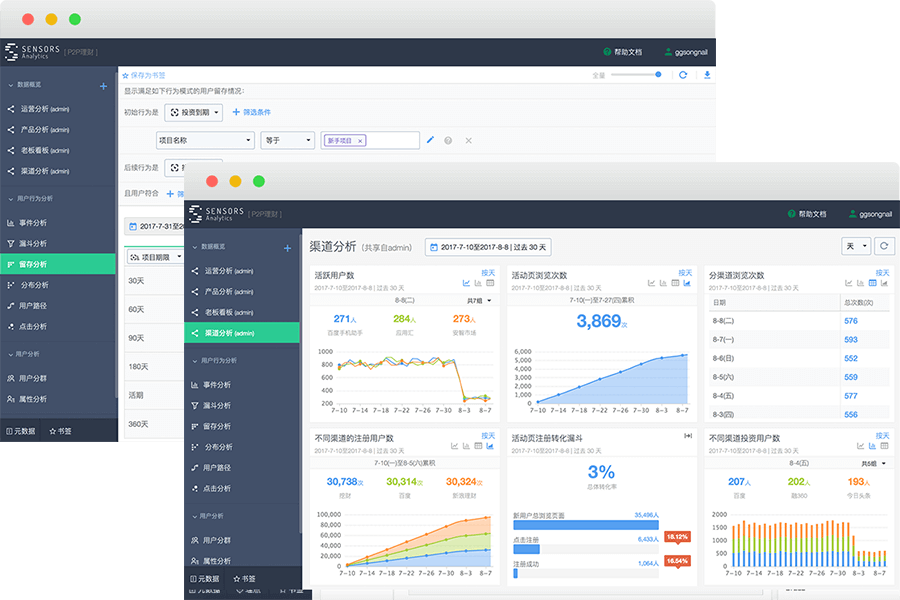 SENSORS
Analytics
[ P2P理财 ]
帮助文档
ggsongnail
数据概览
运营分析 (admin)
产品分析 (admin)
老板看板 (admin)
渠道分析 (admin)
用户行为分析
事件分析
漏斗分析
留存分析
分布分析
用户路径
点击分析
用户分析
用户分群
属性分析
元数据
书签
保存为书签
全量
显示满足如下行为模式的用户留存情况:
初始行为是
投资到期
筛选条件
项目名称
等于
新手项目 ×
后续行为是
且用户符合
2017-7-31至20
项目期限
30天
60天
90天
180天
活期
360天
SENSORS
Analytics
[ P2P理财 ]
帮助文档
ggsongnail
数据概览
运营分析 (admin)
产品分析 (admin)
老板看板 (admin)
渠道分析 (admin)
用户行为分析
事件分析
漏斗分析
留存分析
分布分析
用户路径
点击分析
用户分析
用户分群
属性分析
元数据
书签
渠道分析 (共享自admin)
2017-7-10至2017-8-8 | 过去 30 天
天
活跃用户数
按天
2017-7-10至2017-8-8 | 过去 30 天
8-8(二)
共7组
271人
284人
273人
百度手机助手
应用汇
安智市场
1000
800
600
400
200
7-10 7-14 7-18 7-22 7-26 7-30 8-3 8-7
活动页浏览次数
按天
2017-7-10至2017-8-8 | 过去 30 天
7-10(一)至7-27(四)累积
3,869次
6,000
5,000
4,000
3,000
2,000
1,000
0
7-10 7-14 7-18 7-22 7-26 7-30 8-3 8-7
分渠道浏览次数
按天
2017-7-10至2017-8-8 | 过去 30 天
日期
总次数(次)
8-8(二) 576
8-7(一) 593
8-6(日) 552
8-5(六) 559
8-4(五) 577
8-3(四) 556
不同渠道的注册用户数
按天
2017-7-10至2017-8-8 | 过去 30 天
7-10(一)至8-5(六)累积
30,738次
30,314次
30,324次
挖财
百度
新浪理财
100,000
80,000
60,000
40,000
20,000
0
7-10 7-14 7-18 7-22 7-26 7-30 8-3 8-7
活动页注册转化漏斗
2017-7-10至2017-8-8 | 过去 30 天
3%
总体转化率
新用户总浏览页面
35,496人
点击注册
6,433人
18.12%
注册成功
1,064人
16.54%
不同渠道投资用户数
按天
2017-7-10至2017-8-8 | 过去 30 天
8-4(五)
共5组
207人
202人
193人
百度
融360
今日头条
2000
1500
1000
500
0
7-10 7-14 7-18 7-22 7-26 7-30 8-3 8-7